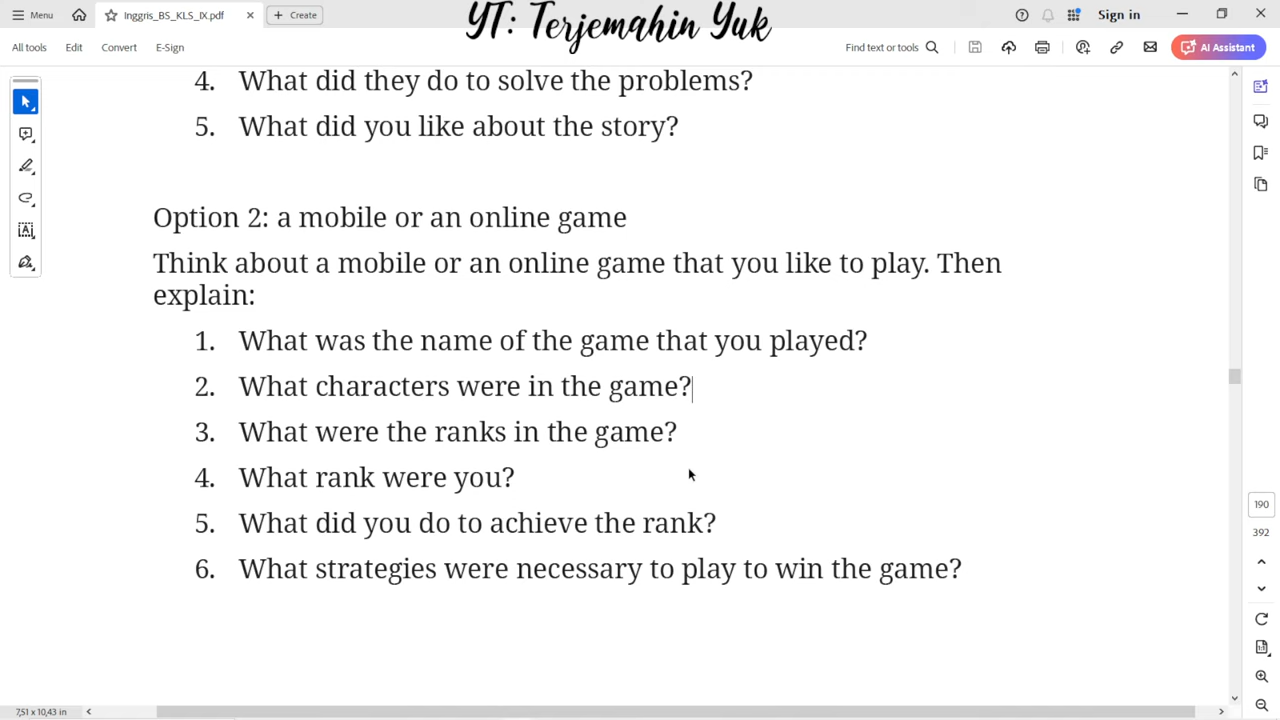 Menu
Inggris_BS_KLS_IX.pdf
Create
YT: Terjemahin Yuk
Sign in
All tools
Edit
Convert
E-Sign
Find text or tools
AI Assistant
4. What did they do to solve the problems?
5. What did you like about the story?
Option 2: a mobile or an online game
Think about a mobile or an online game that you like to play. Then
explain:
1. What was the name of the game that you played?
2. What characters were in the game?
3. What were the ranks in the game?
4. What rank were you?
5. What did you do to achieve the rank?
6. What strategies were necessary to play to win the game?
190
392
7,51 x 10,43 in